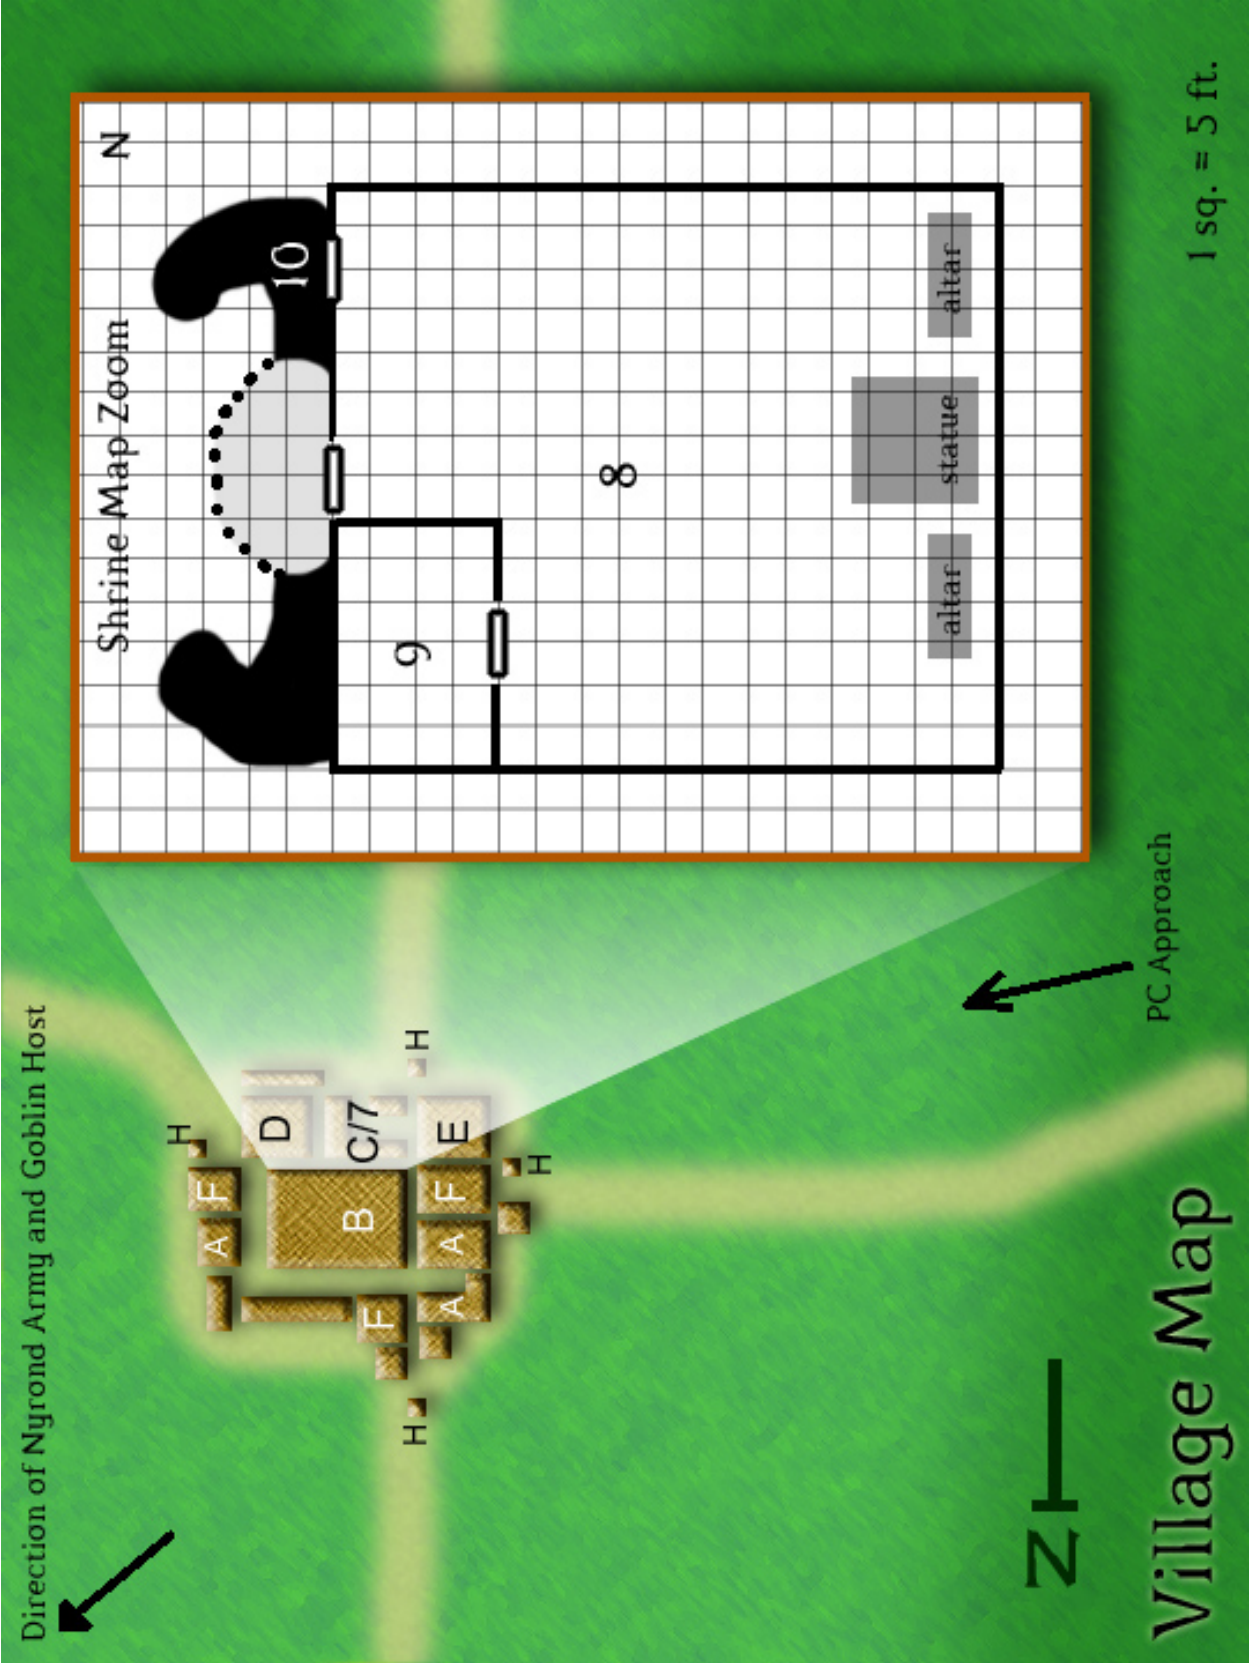 Direction of Nyrond Army and Goblin Host
H
H
H
H
F
A
D
C/7
B
E
F
A
F
A
N
Village Map
PC Approach
Shrine Map Zoom
N
10
9
8
altar
statue
altar
1 sq. = 5 ft.